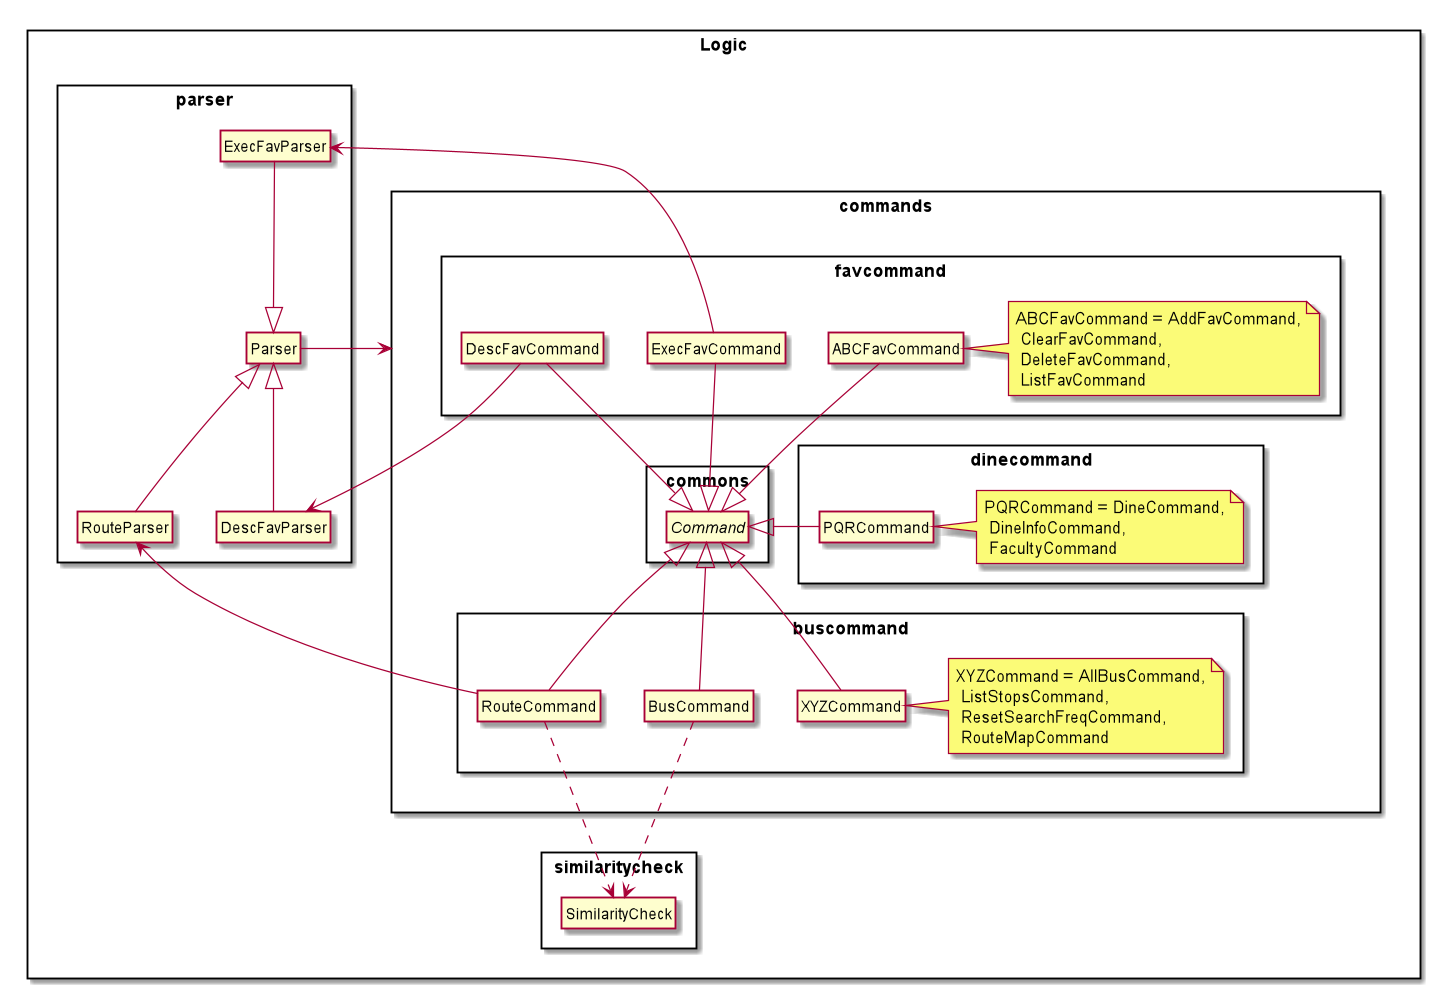 Logic
parser
ExecFavParser
Parser
RouteParser
DescFavParser
commands
favcommand
DescFavCommand
ExecFavCommand
ABCFavCommand
ABCFavCommand = AddFavCommand,
ClearFavCommand,
DeleteFavCommand,
ListFavCommand
commons
Command
dinecommand
PQRCommand
PQRCommand = DineCommand,
DineInfoCommand,
FacultyCommand
buscommand
RouteCommand
BusCommand
XYZCommand
XYZCommand = AllBusCommand,
ListStopsCommand,
ResetSearchFreqCommand,
RouteMapCommand
similaritycheck
SimilarityCheck